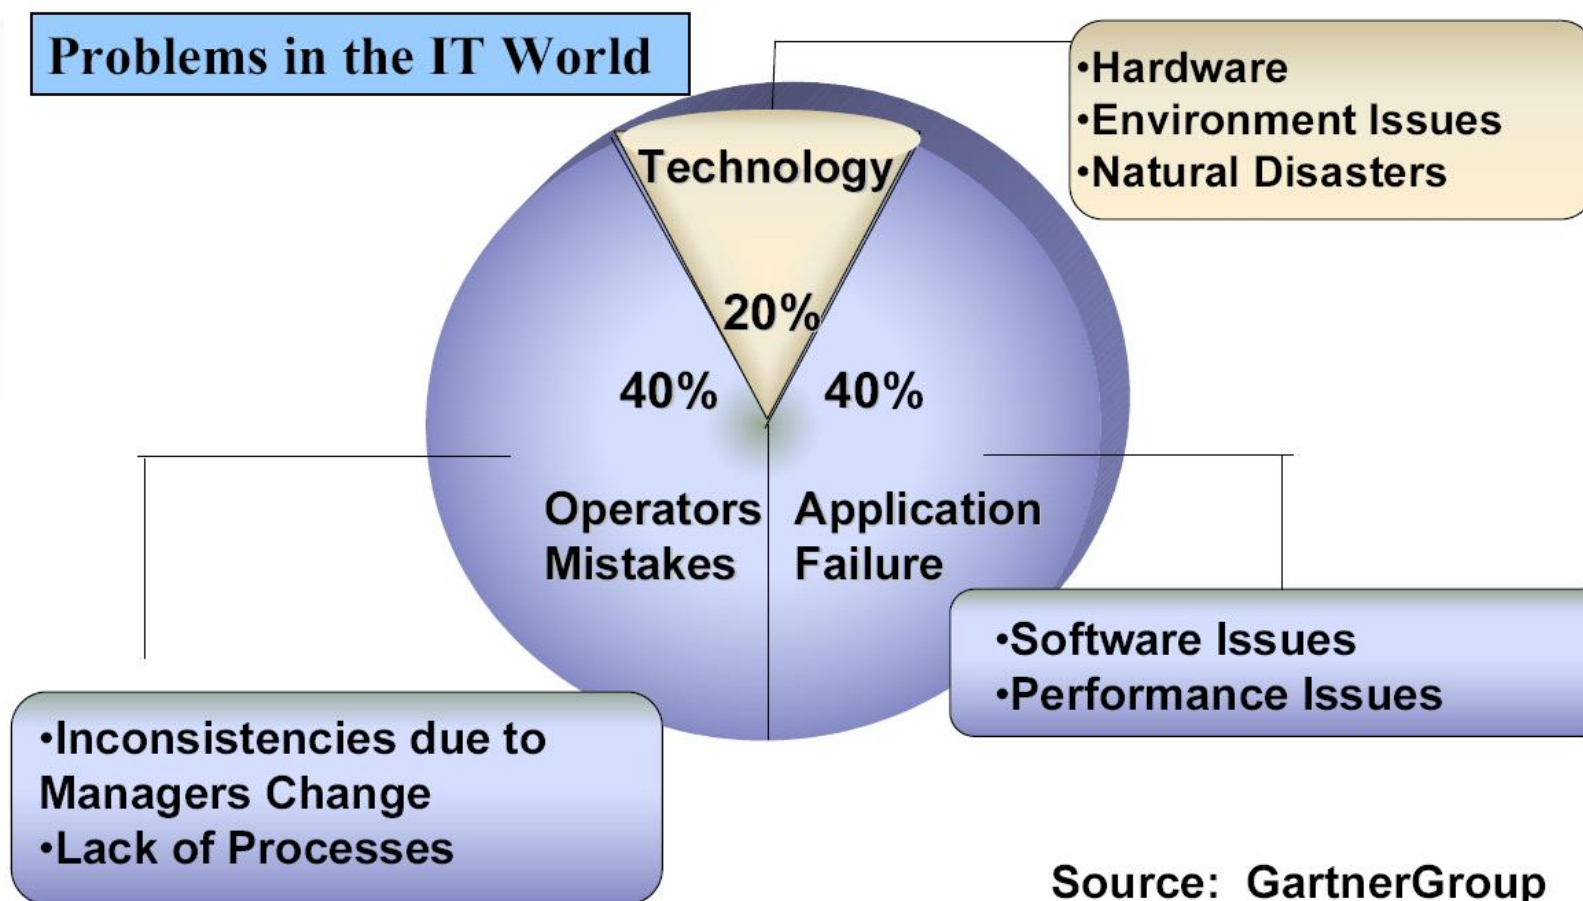 Problems in the IT World
•Hardware
•Environment Issues
•Natural Disasters
Technology
20%
40%
40%
Operators
Mistakes
Application
Failure
•Software Issues
•Performance Issues
•Inconsistencies due to
Managers Change
•Lack of Processes
Source: GartnerGroup